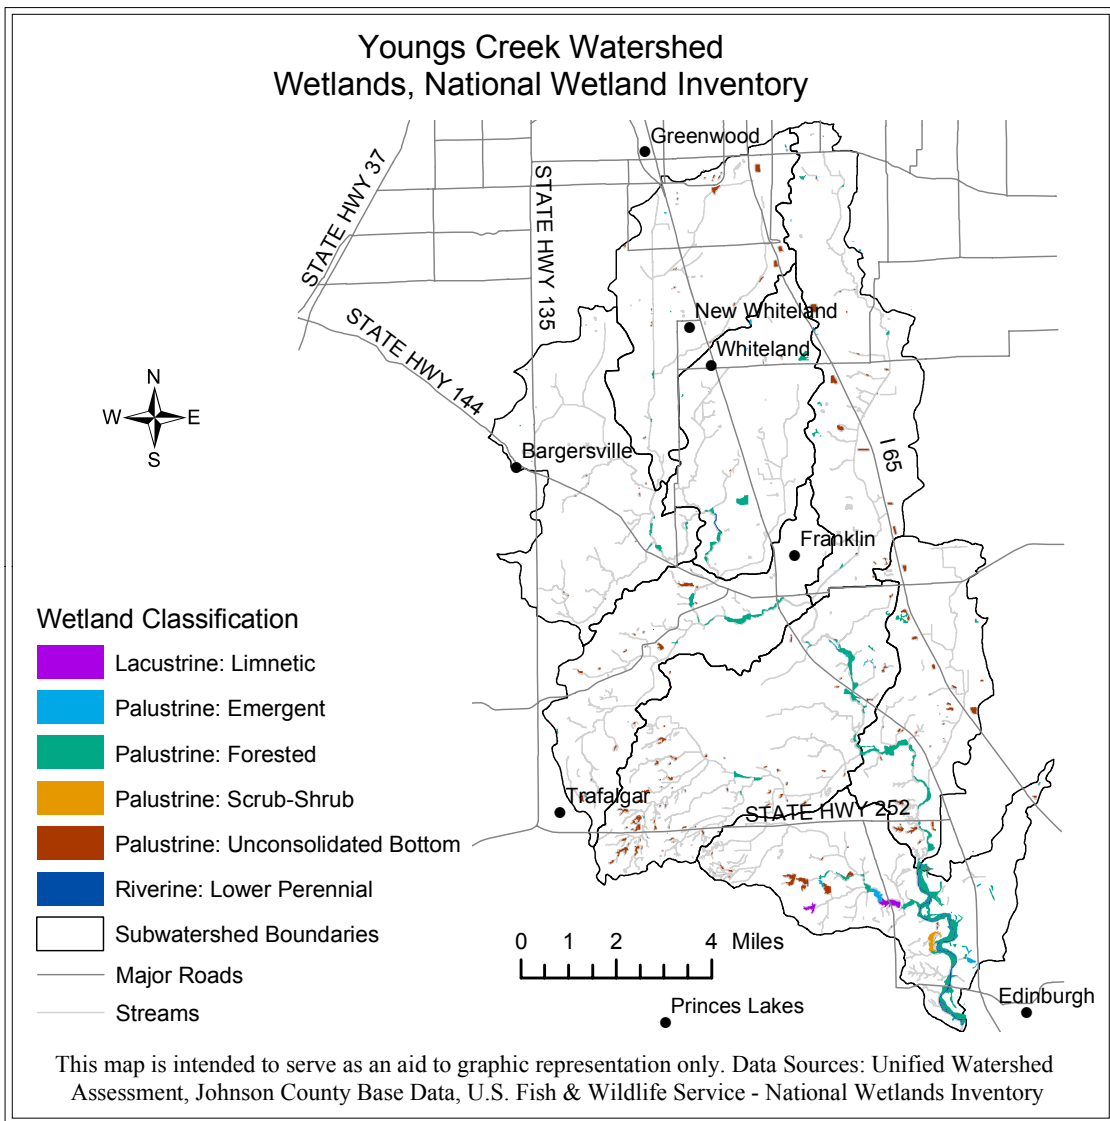 Youngs Creek Watershed
Wetlands, National Wetland Inventory
Greenwood
STATE HWY 37
STATE HWY 135
New Whiteland
STATE HWY 144
Whiteland
N
W
E
S
I 65
Bargersville
Franklin
Wetland Classification
Lacustrine: Limnetic
Palustrine: Emergent
Palustrine: Forested
Palustrine: Scrub-Shrub
Palustrine: Unconsolidated Bottom
Riverine: Lower Perennial
Subwatershed Boundaries
Major Roads
Streams
Trafalgar
STATE HWY 252
0 1 2 4 Miles
Princes Lakes
Edinburgh
This map is intended to serve as an aid to graphic representation only. Data Sources: Unified Watershed
Assessment, Johnson County Base Data, U.S. Fish & Wildlife Service - National Wetlands Inventory